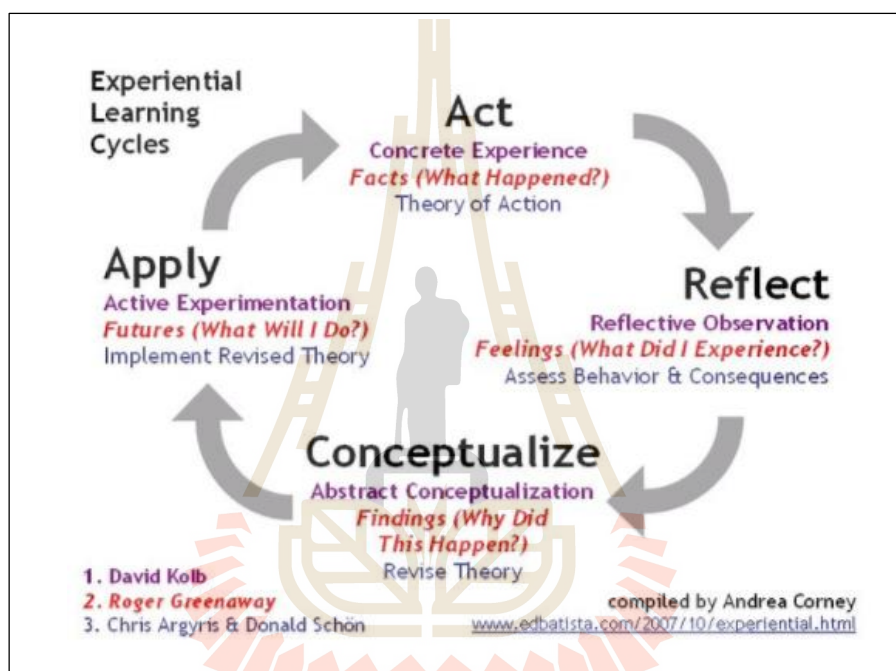 Experiential
Learning
Cycles
Act
Concrete Experience
Facts (What Happened?)
Theory of Action
Reflect
Reflective Observation
Feelings (What Did I Experience?)
Assess Behavior & Consequences
Conceptualize
Abstract Conceptualization
Findings (Why Did
This Happen?)
Revise Theory
Apply
Active Experimentation
Futures (What Will I Do?)
Implement Revised Theory
1. David Kolb
2. Roger Greenaway
3. Chris Argyris & Donald Schön
compiled by Andrea Corney
www.edbatista.com/2007/10/experiential.html